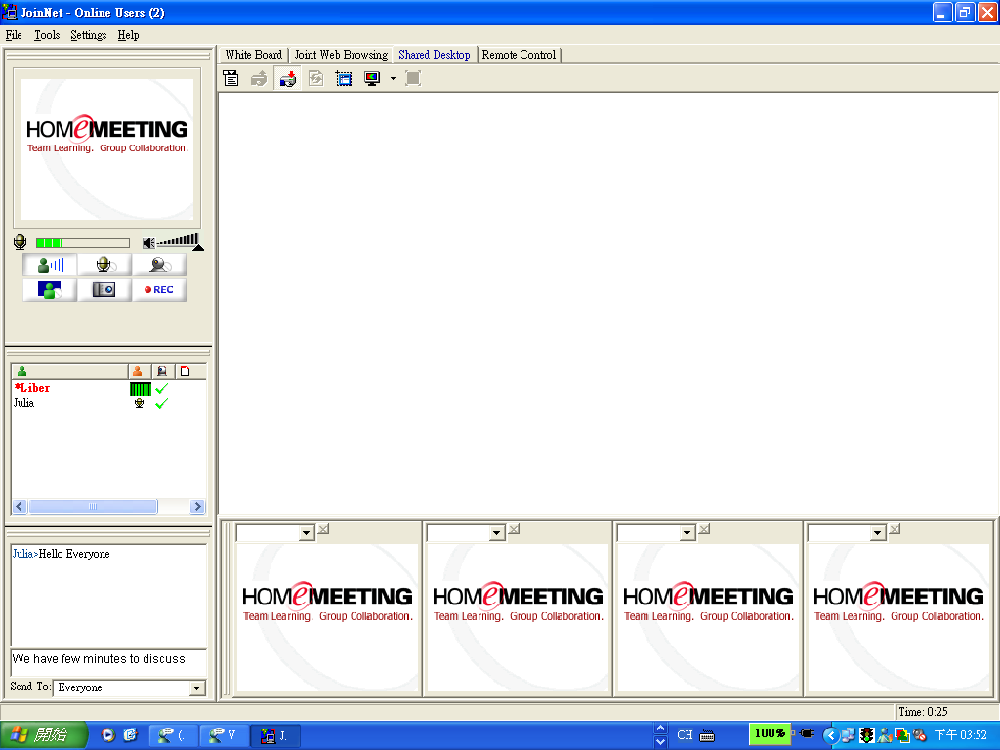 JoinNet - Online Users (2)
File Tools Settings Help
HOMeMEETING
Team Learning. Group Collaboration.
REC
*Liber
Julia
Julia>Hello Everyone
We have few minutes to discuss.
Send To: Everyone
White Board Joint Web Browsing Shared Desktop Remote Control
HOMeMEETING
Team Learning. Group Collaboration.
HOMeMEETING
Team Learning. Group Collaboration.
HOMeMEETING
Team Learning. Group Collaboration.
HOMeMEETING
Team Learning. Group Collaboration.
Time: 0:25
開始 (. V J. CH 100% 下午 03:52